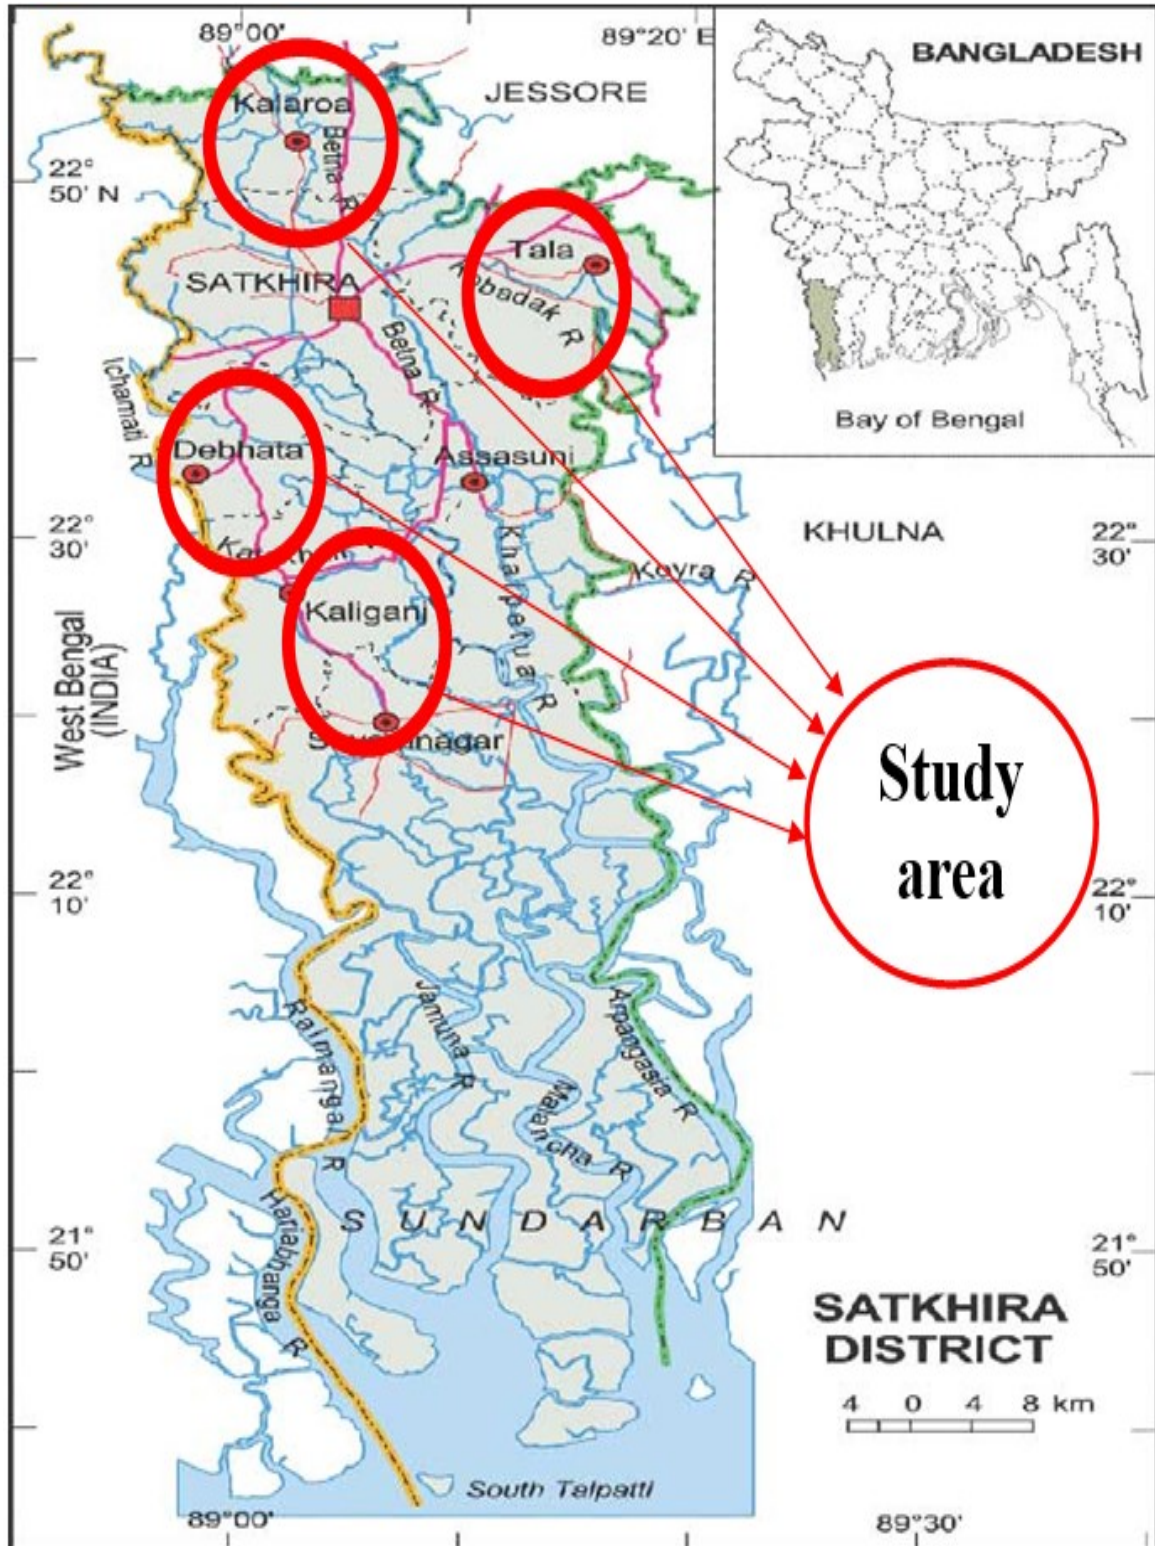 89°00'
89°20' E
BANGLADESH
JESSORE
Kalaroa
Betna R
22°
50' N
Tala
SATKHIRA
Kobadak R
Betna R
Ichamati R
Bay of Bengal
Debhata
Assasuni
22°
30'
KHULNA
22°
30'
Khalpetua R
Koyra R
Kaliganj
West Bengal
(INDIA)
nagar
Study
area
22°
10'
22°
10'
Raimangal R
Jamuna R
Arpangasia R
Malancha R
Hariabhanga R
SUNDARBAN
21°
50'
21°
50'
SATKHIRA
DISTRICT
4 0 4 8 km
South Talpatti
89°00'
89°30'